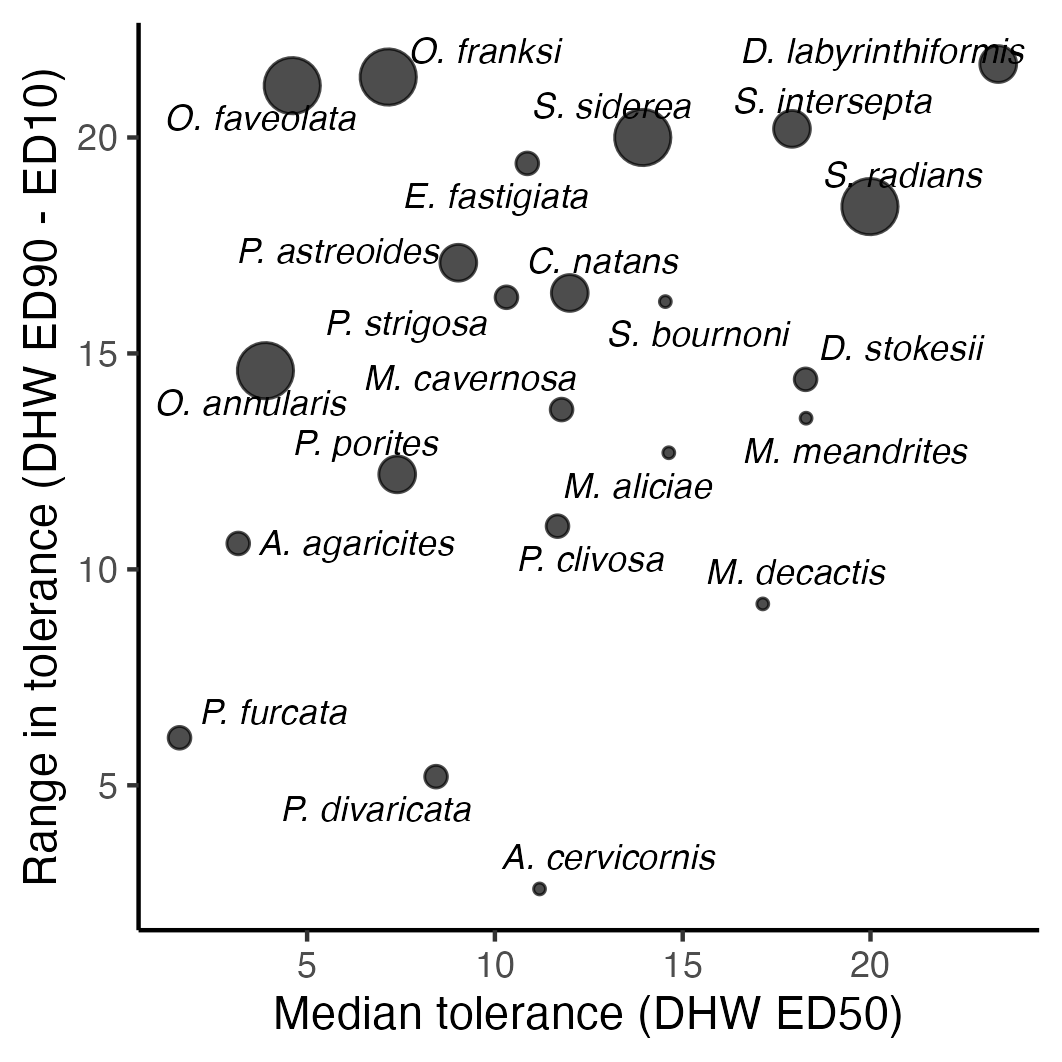 O. franksi
D. labyrinthiformis
O. faveolata
S. siderea
S. intersepta
E. fastigiata
S. radians
P. astreoides
C. natans
P. strigosa
S. bournoni
D. stokesii
O. annularis
M. cavernosa
P. porites
M. meandrites
M. aliciae
A. agaricites
P. clivosa
M. decactis
P. furcata
P. divaricata
A. cervicornis
Range in tolerance (DHW ED90 - ED10)
20
15
10
5
5
10
15
20
Median tolerance (DHW ED50)